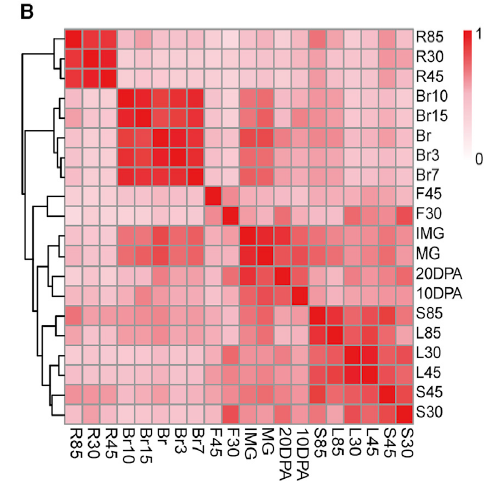 B
1
0
R85
R30
R45
Br10
Br15
Br
Br3
Br7
F45
F30
IMG
MG
20DPA
10DPA
S85
L85
L30
L45
S45
S30
R85 R30 R45 Br10 Br15 Br Br3 Br7 F45 F30 IMG MG 20DPA 10DPA S85 L85 L30 L45 S45 S30